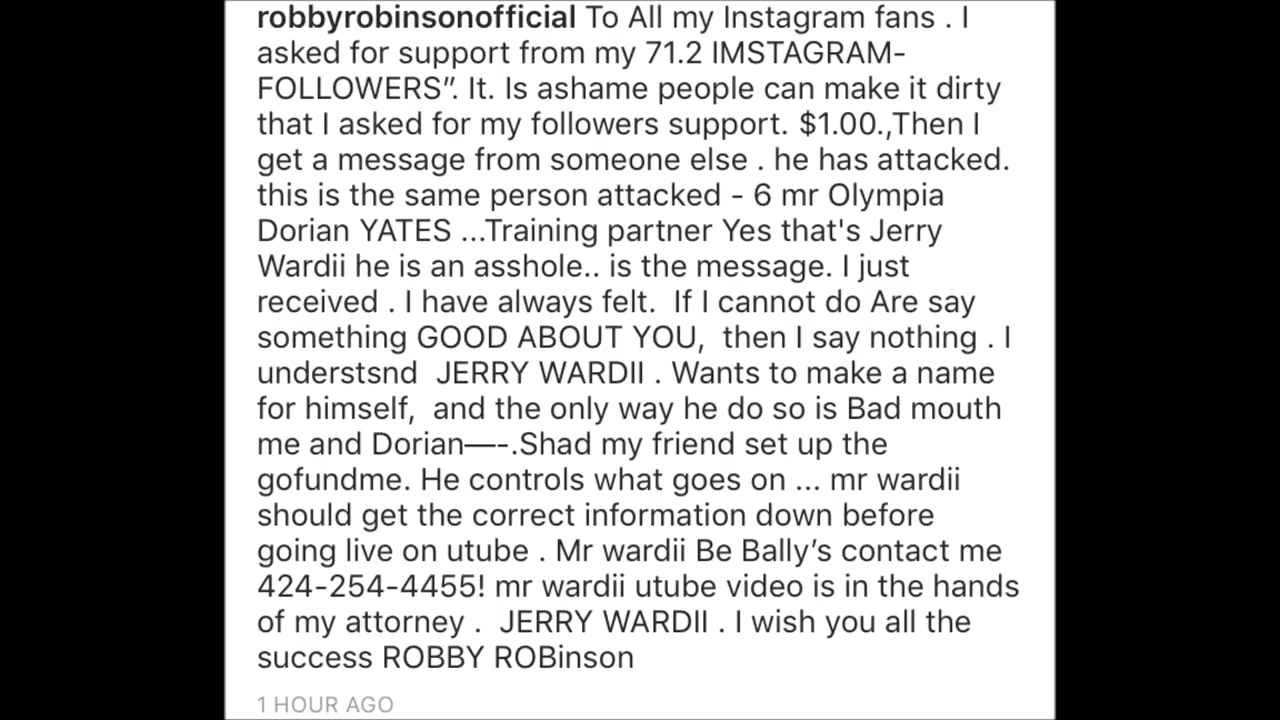 robbyrobinsonofficial To All my Instagram fans . I
asked for support from my 71.2 IMSTAGRAM-
FOLLOWERS”. It. Is ashame people can make it dirty
that I asked for my followers support. $1.00.,Then I
get a message from someone else . he has attacked.
this is the same person attacked - 6 mr Olympia
Dorian YATES ...Training partner Yes that's Jerry
Wardii he is an asshole.. is the message. I just
received . I have always felt.  If I cannot do Are say
something GOOD ABOUT YOU,  then I say nothing . I
understsnd  JERRY WARDII . Wants to make a name
for himself,  and the only way he do so is Bad mouth
me and Dorian—-.Shad my friend set up the
gofundme. He controls what goes on ... mr wardii
should get the correct information down before
going live on utube . Mr wardii Be Bally’s contact me
424-254-4455! mr wardii utube video is in the hands
of my attorney .  JERRY WARDII . I wish you all the
success ROBBY ROBinson
1 HOUR AGO